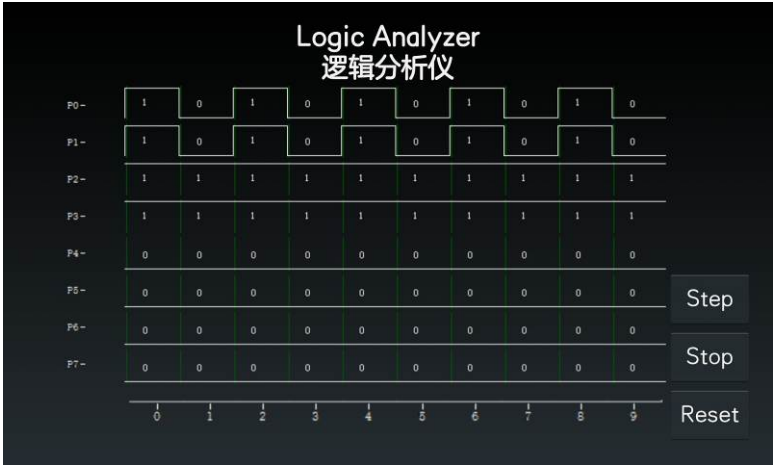 Logic Analyzer
逻辑分析仪
P0- 1 0 1 0 1 0 1 0 1 0
P1- 1 0 1 0 1 0 1 0 1 0
P2- 1 1 1 1 1 1 1 1 1 1
P3- 1 1 1 1 1 1 1 1 1 1
P4- 0 0 0 0 0 0 0 0 0 0
P5- 0 0 0 0 0 0 0 0 0 0
Step
P6- 0 0 0 0 0 0 0 0 0 0
P7- 0 0 0 0 0 0 0 0 0 0
Stop
0 1 2 3 4 5 6 7 8 9
Reset